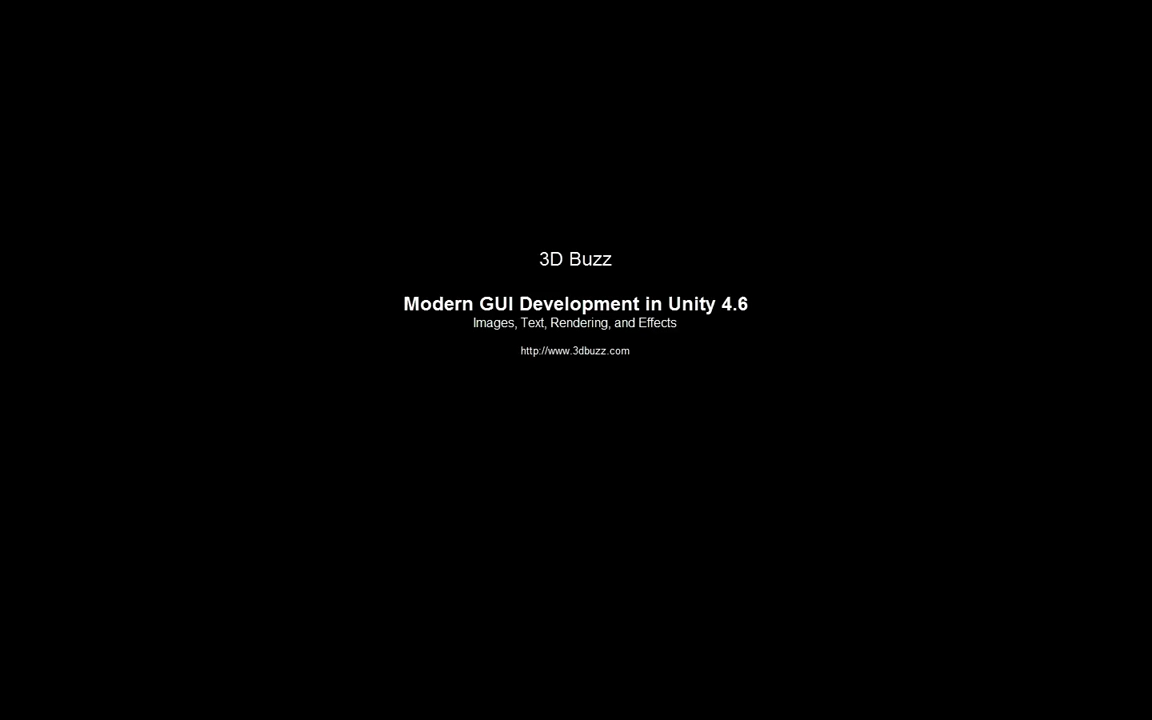 3D Buzz
Modern GUI Development in Unity 4.6
Images, Text, Rendering, and Effects
http://www.3dbuzz.com